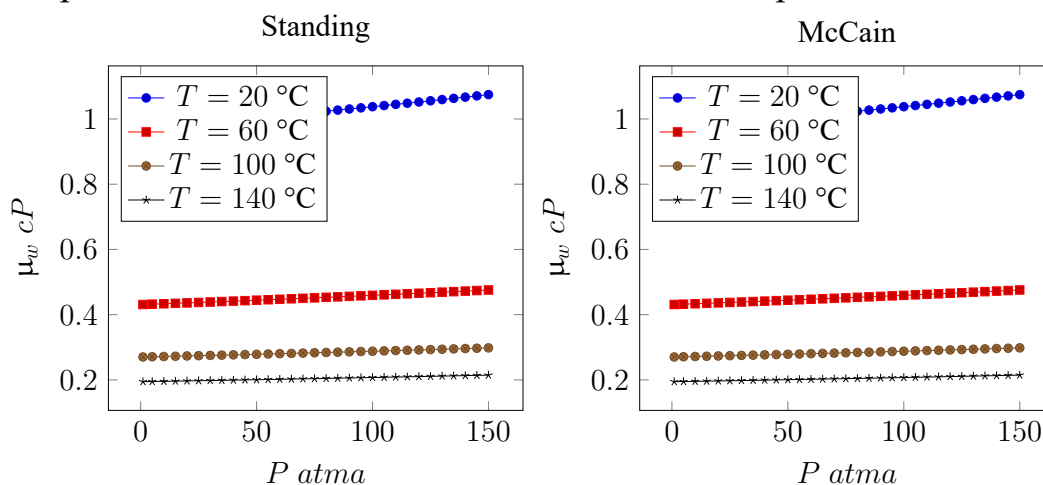 Standing
T = 20 °C
T = 60 °C
T = 100 °C
T = 140 °C
1
0.8
0.6
0.4
0.2
μw cP
0 50 100 150
P atma
McCain
T = 20 °C
T = 60 °C
T = 100 °C
T = 140 °C
1
0.8
0.6
0.4
0.2
μw cP
0 50 100 150
P atma